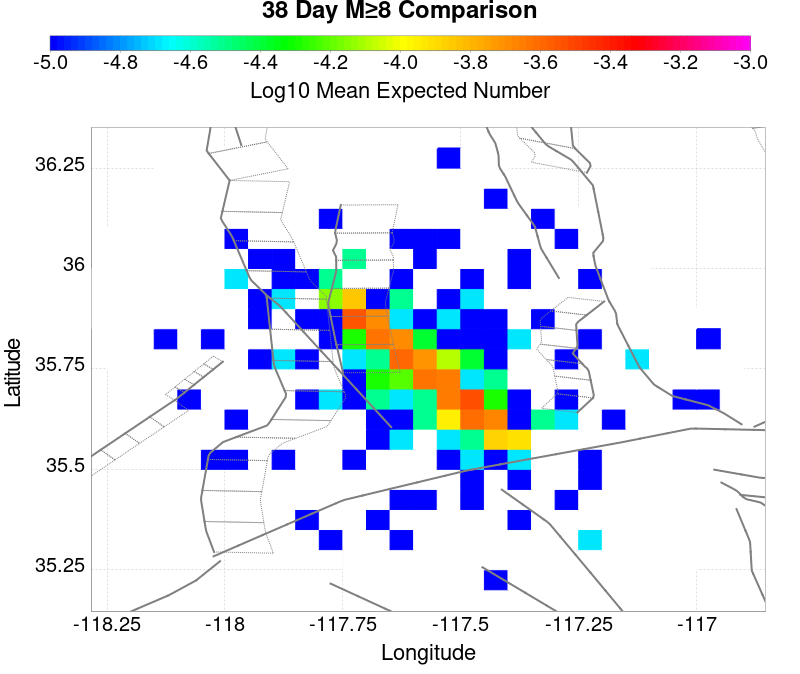 38 Day M≥8 Comparison
-5.0 -4.8 -4.6 -4.4 -4.2 -4.0 -3.8 -3.6 -3.4 -3.2 -3.0
Log10 Mean Expected Number
36.25
36
35.75
35.5
35.25
Latitude
-118.25 -118 -117.75 -117.5 -117.25 -117
Longitude